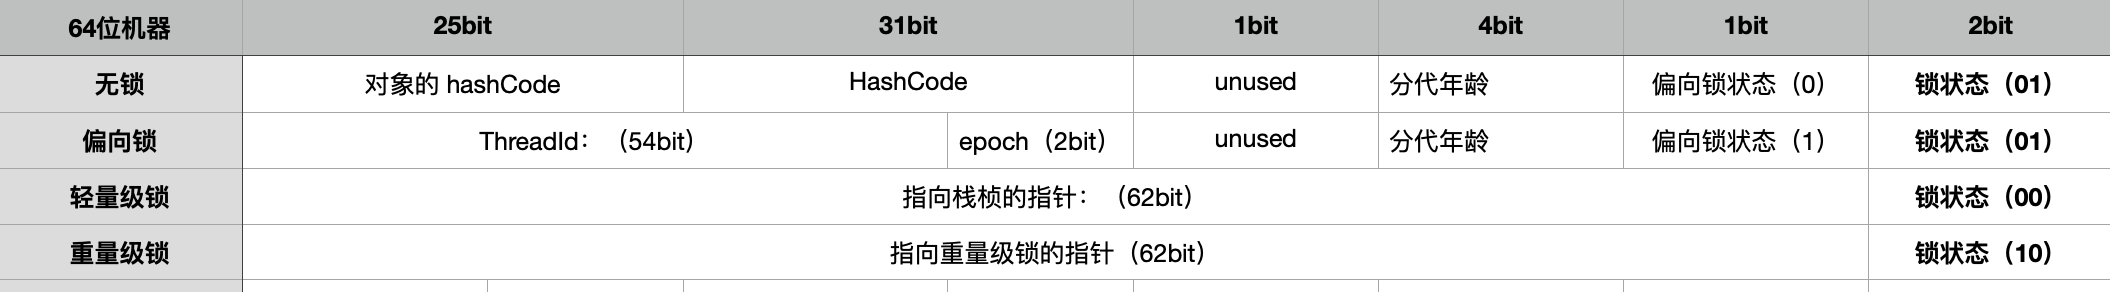 64位机器 25bit 31bit 1bit 4bit 1bit 2bit
无锁 对象的 hashCode HashCode unused 分代年龄 偏向锁状态（0） 锁状态（01）
偏向锁 ThreadId：（54bit） epoch（2bit） unused 分代年龄 偏向锁状态（1） 锁状态（01）
轻量级锁 指向栈桢的指针：（62bit） 锁状态（00）
重量级锁 指向重量级锁的指针（62bit） 锁状态（10）